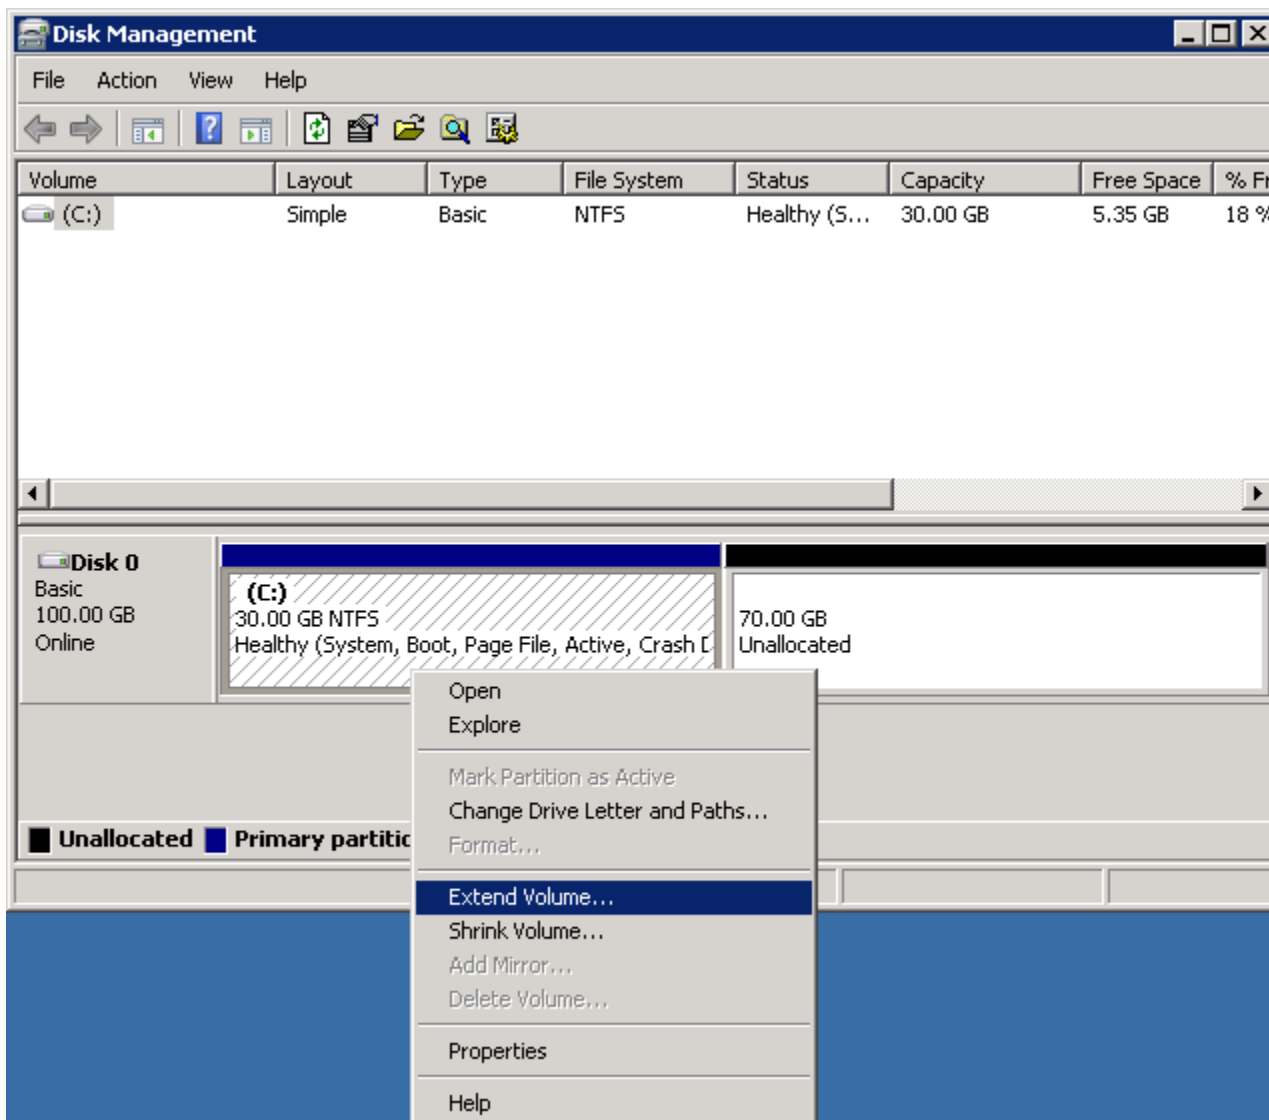 Disk Management
File Action View Help
Volume Layout Type File System Status Capacity Free Space % Fr
(C:) Simple Basic NTFS Healthy (S... 30.00 GB 5.35 GB 18 %
Disk 0
Basic
100.00 GB
Online
(C:)
30.00 GB NTFS
Healthy (System, Boot, Page File, Active, Crash D
70.00 GB
Unallocated
Unallocated Primary partitic
Open
Explore
Mark Partition as Active
Change Drive Letter and Paths...
Format...
Extend Volume...
Shrink Volume...
Add Mirror...
Delete Volume...
Properties
Help